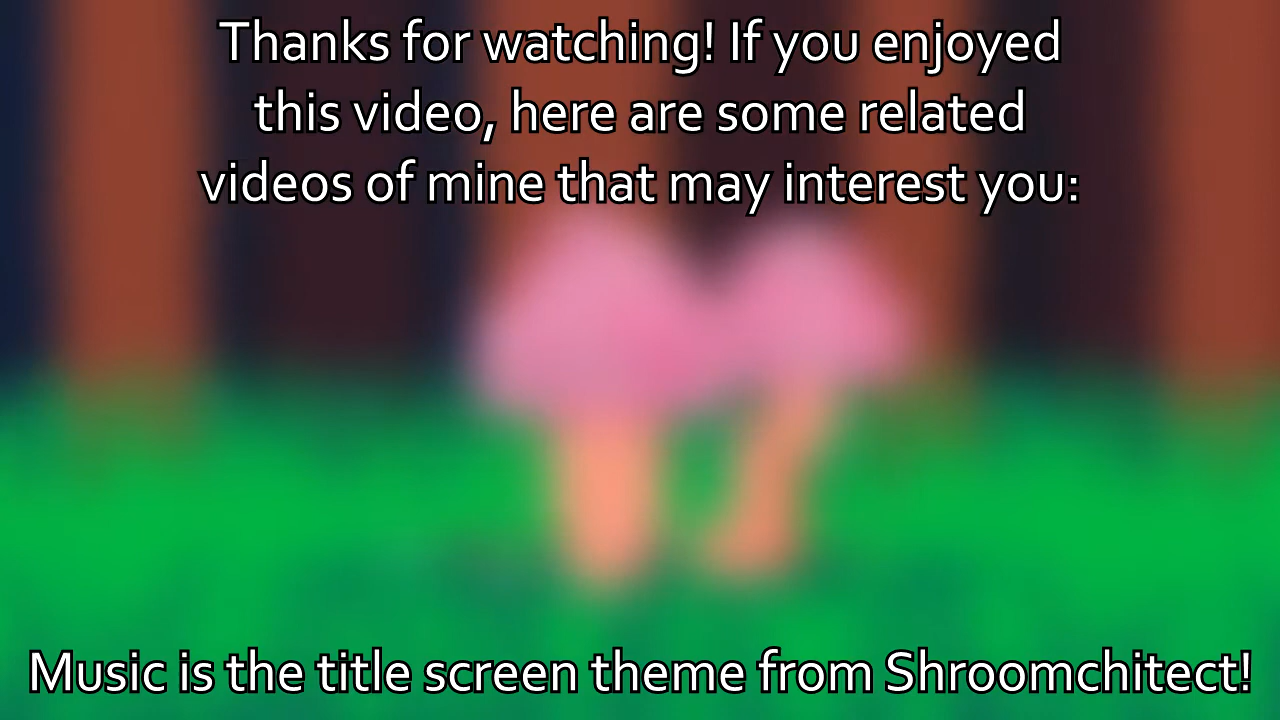 Thanks for watching! If you enjoyed
this video, here are some related
videos of mine that may interest you:
Music is the title screen theme from Shroomchitect!